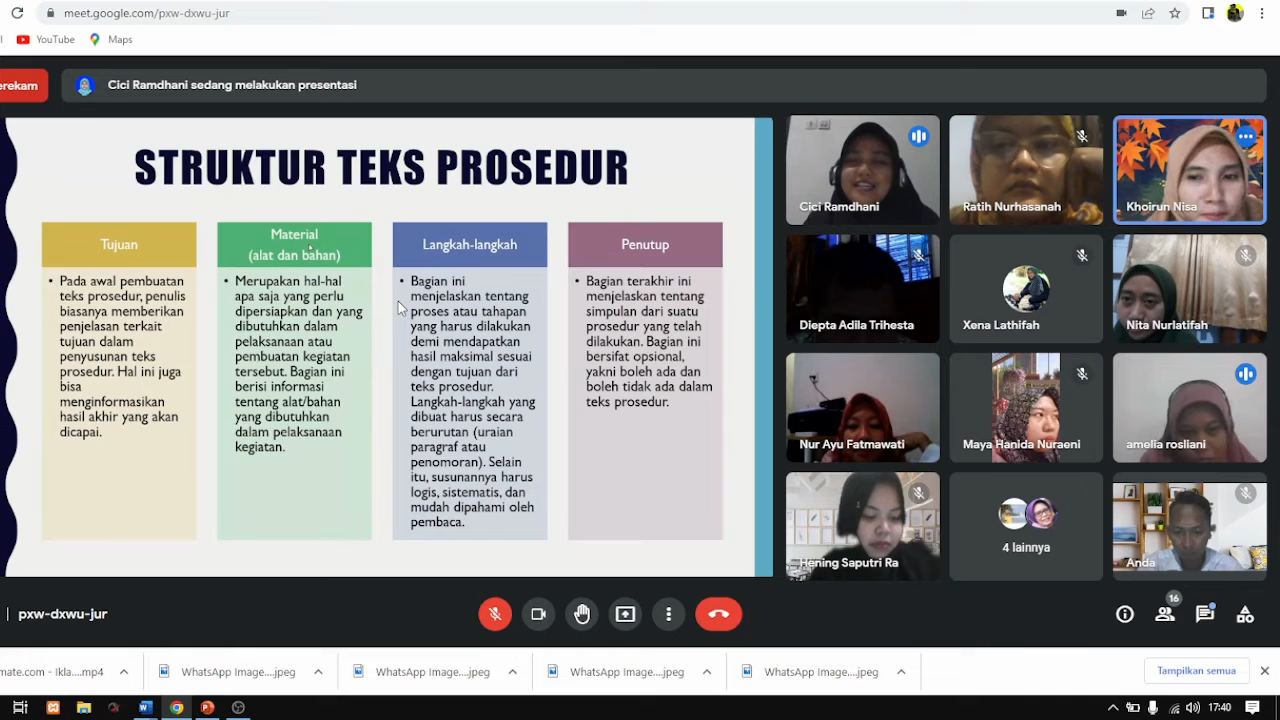 meet.google.com/pxw-dxwu-jur
YouTube
Maps
erekam
Cici Ramdhani sedang melakukan presentasi
STRUKTUR TEKS PROSEDUR
Tujuan
• Pada awal pembuatan
teks prosedur, penulis
biasanya memberikan
penjelasan terkait
tujuan dalam
penyusunan teks
prosedur. Hal ini juga
bisa
menginformasikan
hasil akhir yang akan
dicapai.
Material
(alat dan bahan)
• Merupakan hal-hal
apa saja yang perlu
dipersiapkan dan yang
dibutuhkan dalam
pelaksanaan atau
pembuatan kegiatan
tersebut. Bagian ini
berisi informasi
tentang alat/bahan
yang dibutuhkan
dalam pelaksanaan
kegiatan.
Langkah-langkah
• Bagian ini
menjelaskan tentang
proses atau tahapan
yang harus dilakukan
demi mendapatkan
hasil maksimal sesuai
dengan tujuan dari
teks prosedur.
Langkah-langkah yang
dibuat harus secara
berurutan (uraian
paragraf atau
penomoran). Selain
itu, susunannya harus
logis, sistematis, dan
mudah dipahami oleh
pembaca.
Penutup
• Bagian terakhir ini
menjelaskan tentang
simpulan dari suatu
prosedur yang telah
dilakukan. Bagian ini
bersifat opsional,
yakni boleh ada dan
boleh tidak ada dalam
teks prosedur.
Cici Ramdhani
Ratih Nurhasanah
Khoirun Nisa
Diepta Adila Trihesta
Xena Lathifah
Nita Nurlatifah
Nur Ayu Fatmawati
Maya Hanida Nuraeni
amelia rosliani
Hening Saputri Ra
4 lainnya
Anda
pxw-dxwu-jur
16
mate.com - Ikla....mp4
WhatsApp Image....jpeg
WhatsApp Image....jpeg
WhatsApp Image....jpeg
WhatsApp Image....jpeg
Tampilkan semua
17:40